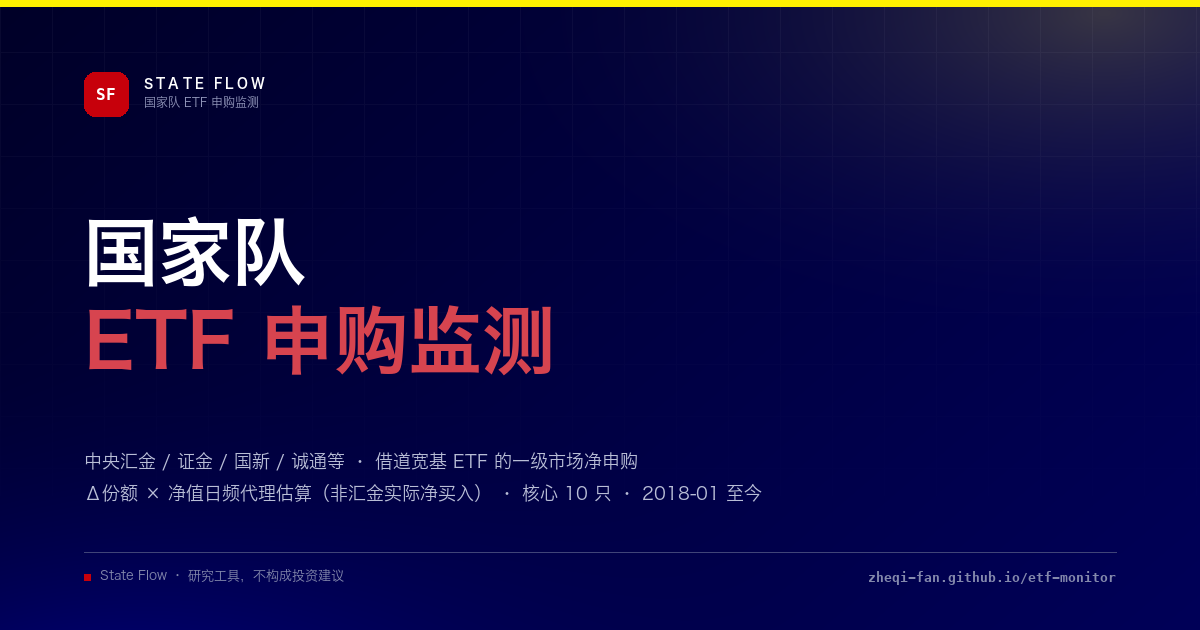 SF
STATE FLOW
国家队 ETF 申购监测
国家队
ETF 申购监测
中央汇金 / 证金 / 国新 / 诚通等 · 借道宽基 ETF 的一级市场净申购
Δ份额 × 净值日频代理估算（非汇金实际净买入） · 核心 10 只 · 2018-01 至今
State Flow · 研究工具，不构成投资建议
zheqi-fan.github.io/etf-monitor